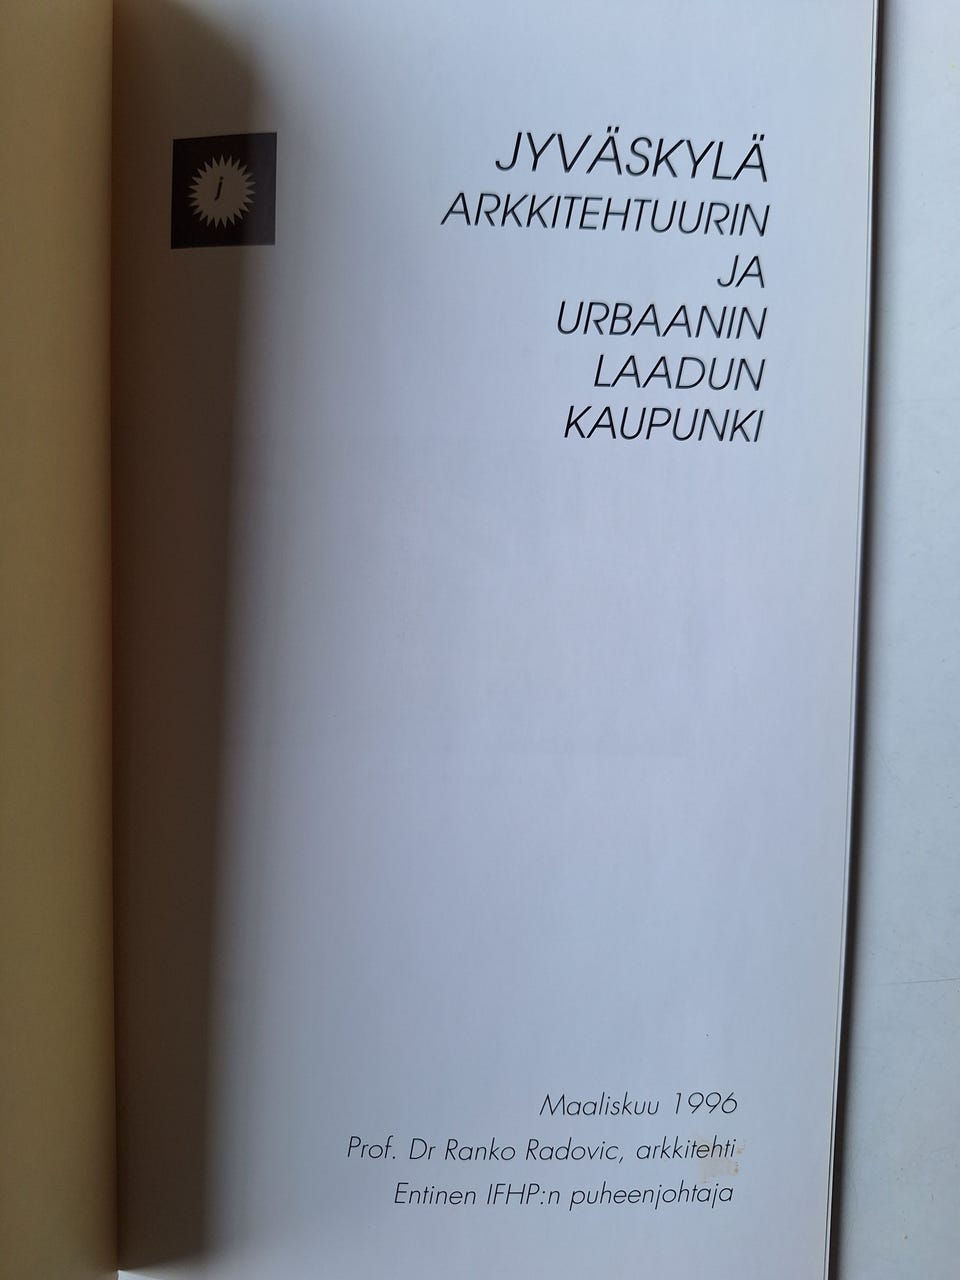 j
JYVÄSKYLÄ
ARKKITEHTUURIN
JA
URBAANIN
LAADUN
KAUPUNKI
Maaliskuu 1996
Prof. Dr Ranko Radovic, arkkitehti
Entinen IFHP:n puheenjohtaja